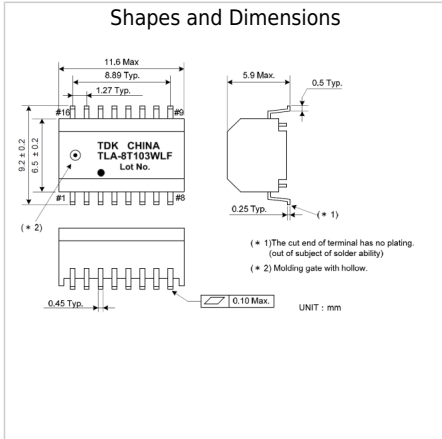 Shapes and Dimensions
11.6 Max
8.89 Typ.
1.27 Typ.
5.9 Max.
0.5 Typ.
#16
#9
9.2 ± 0.2
6.5 ± 0.2
TDK CHINA
TLA-8T103WLF
Lot No.
#1
#8
(* 2)
0.25 Typ.
(* 1)
(* 1)The cut end of terminal has no plating.
(out of subject of solder ability)
(* 2) Molding gate with hollow.
0.45 Typ.
0.10 Max.
UNIT : mm